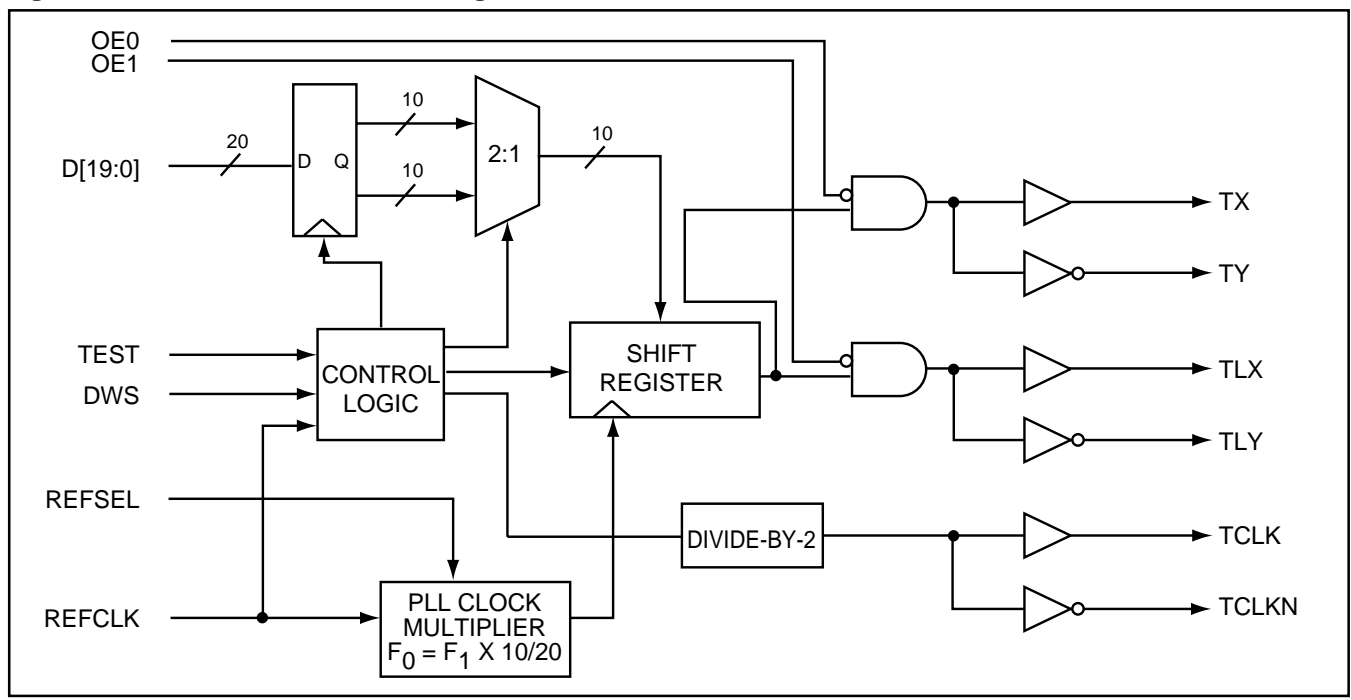 OE0
OE1
10
20
10
D[19:0]
D Q
2:1
10
10
TX
TY
TEST
DWS
CONTROL
LOGIC
SHIFT
REGISTER
TLX
TLY
REFSEL
DIVIDE-BY-2
TCLK
REFCLK
PLL CLOCK
MULTIPLIER
F0 = F1 X 10/20
TCLKN